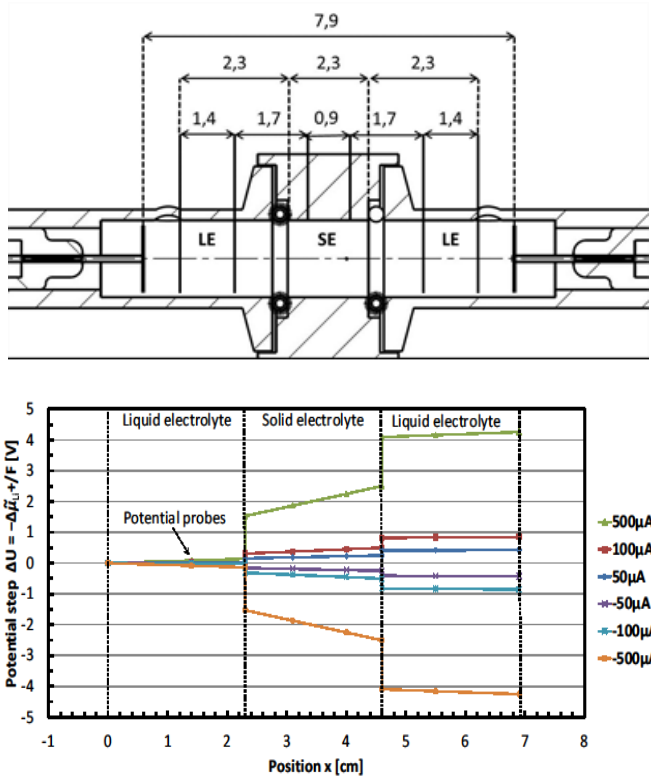 7,9
2,3 2,3 2,3
1,4 1,7 0,9 1,7 1,4
LE SE LE
Potential step ΔU = −Δμ̃Li+/F [V]
5
4
3
2
1
0
-1
-2
-3
-4
-5
Liquid electrolyte Solid electrolyte Liquid electrolyte
Potential probes
-1 0 1 2 3 4 5 6 7 8
Position x [cm]
500μA
100μA
50μA
-50μA
-100μA
-500μA